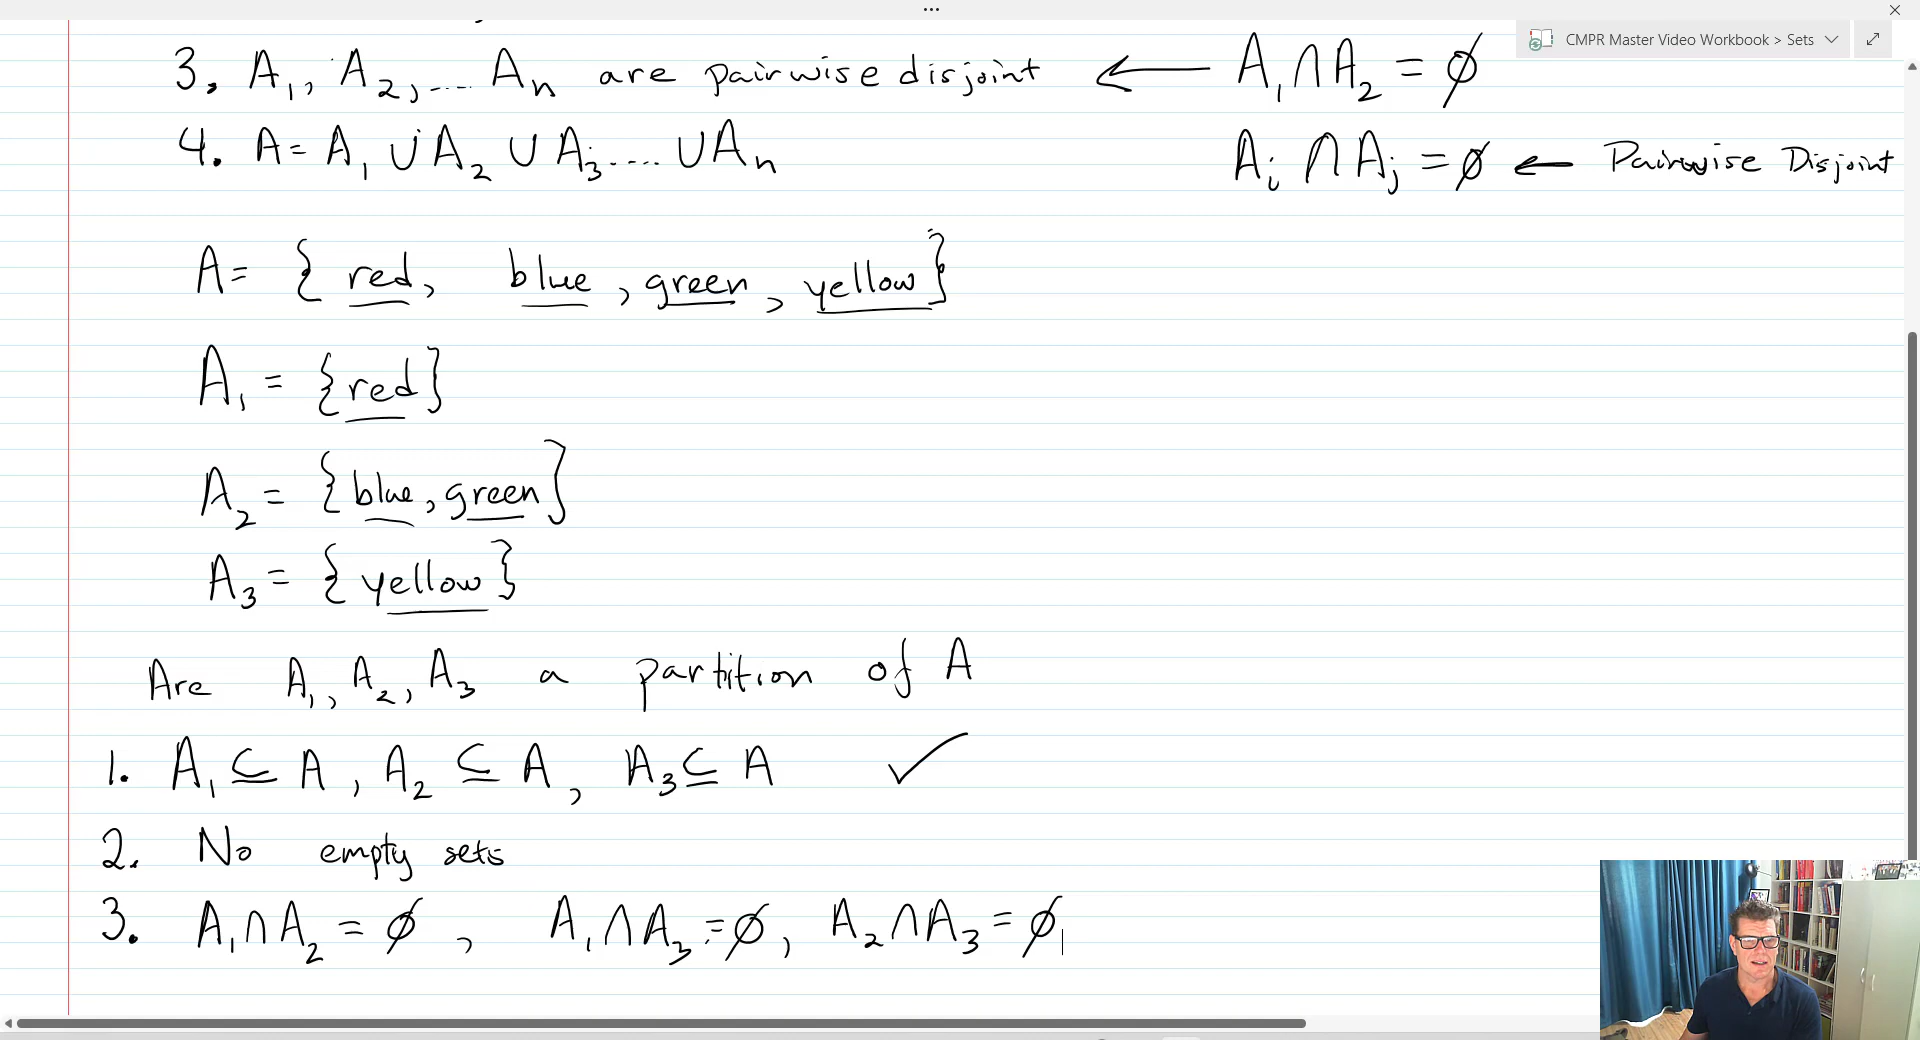 CMPR Master Video Workbook > Sets
3. A₁, A₂, .... Aₙ are pairwise disjoint ← A₁ ∩ A₂ = ∅
4. A = A₁ ∪ A₂ ∪ A₃ .... ∪ Aₙ
Aᵢ ∩ Aⱼ = ∅ ← Pairwise Disjoint
A = { red, blue, green, yellow }
A₁ = {red}
A₂ = {blue, green}
A₃ = {yellow}
Are A₁, A₂, A₃ a partition of A
1. A₁ ⊆ A, A₂ ⊆ A, A₃ ⊆ A ✓
2. No empty sets
3. A₁ ∩ A₂ = ∅, A₁ ∩ A₃ = ∅, A₂ ∩ A₃ = ∅